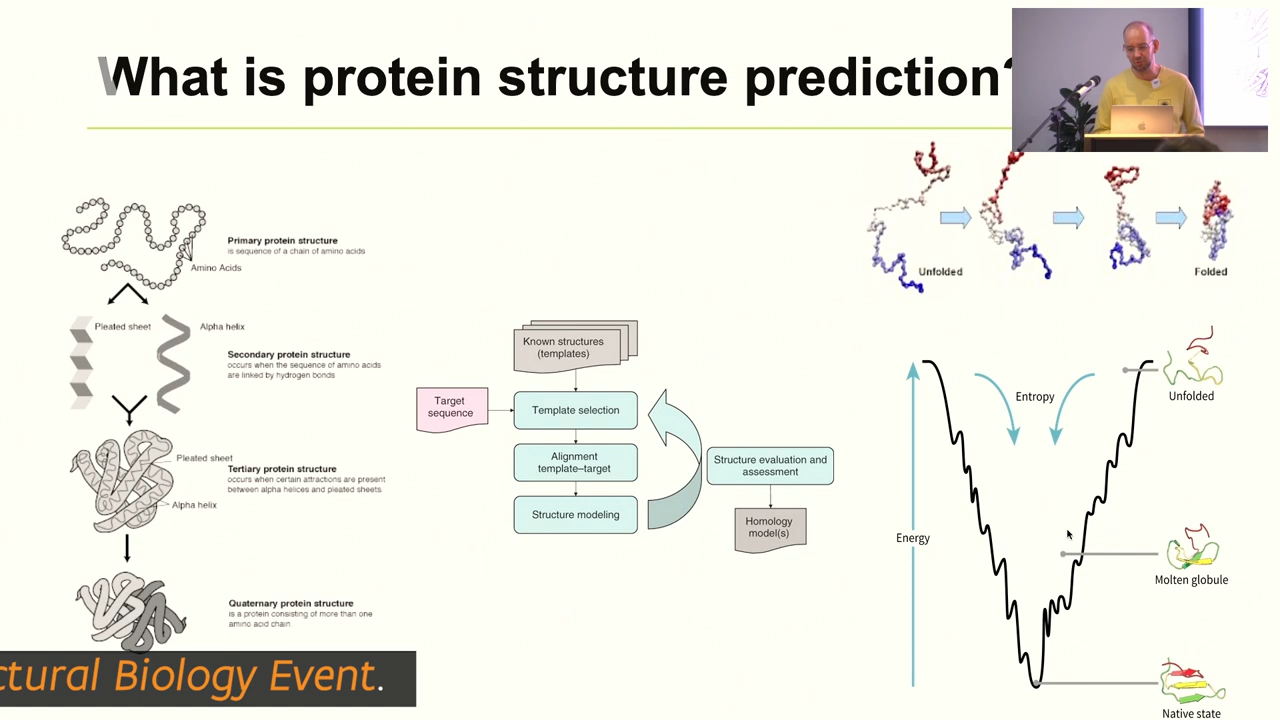 What is protein structure prediction?
Primary protein structure
is sequence of a chain of amino acids
Amino Acids
Pleated sheet
Alpha helix
Secondary protein structure
occurs when the sequence of amino acids
are linked by hydrogen bonds
Pleated sheet
Tertiary protein structure
occurs when certain attractions are present
between alpha helices and pleated sheets.
Alpha helix
Quaternary protein structure
is a protein consisting of more than one
amino acid chain.
Known structures
(templates)
Target
sequence
Template selection
Alignment
template–target
Structure modeling
Structure evaluation and
assessment
Homology
model(s)
Unfolded
Folded
Entropy
Unfolded
Energy
Molten globule
Native state
ctural Biology Event.